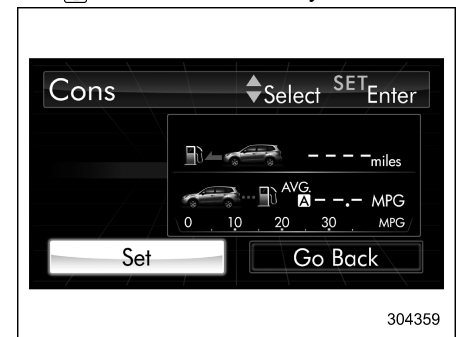 Cons Select SET Enter
- - - - miles
AVG. A - - . - MPG
0 10 20 30 MPG
Set Go Back
304359